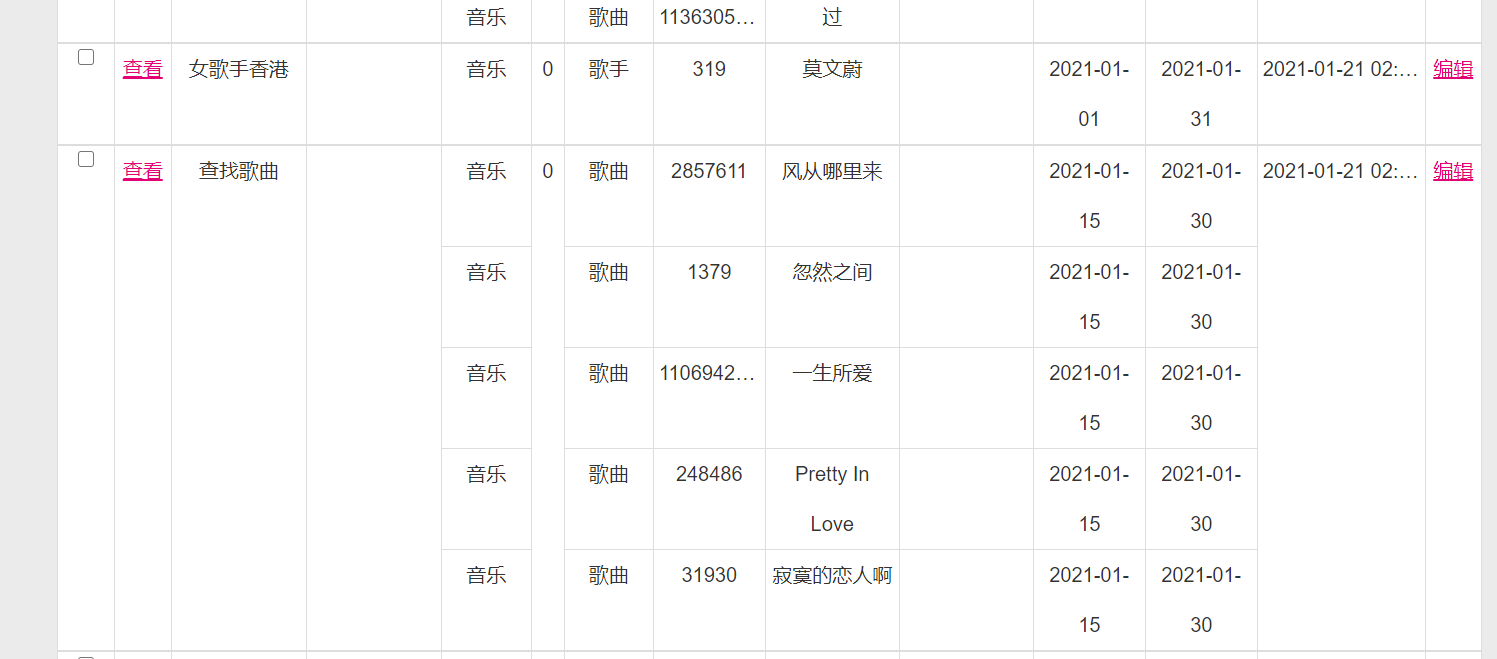 音乐 歌曲 1136305… 过
查看 女歌手香港 音乐 0 歌手 319 莫文蔚 2021-01- 2021-01- 2021-01-21 02:… 编辑
01 31
查看 查找歌曲 音乐 0 歌曲 2857611 风从哪里来 2021-01- 2021-01- 2021-01-21 02:… 编辑
15 30
音乐 歌曲 1379 忽然之间 2021-01- 2021-01-
15 30
音乐 歌曲 1106942… 一生所爱 2021-01- 2021-01-
15 30
音乐 歌曲 248486 Pretty In 2021-01- 2021-01-
Love 15 30
音乐 歌曲 31930 寂寞的恋人啊 2021-01- 2021-01-
15 30